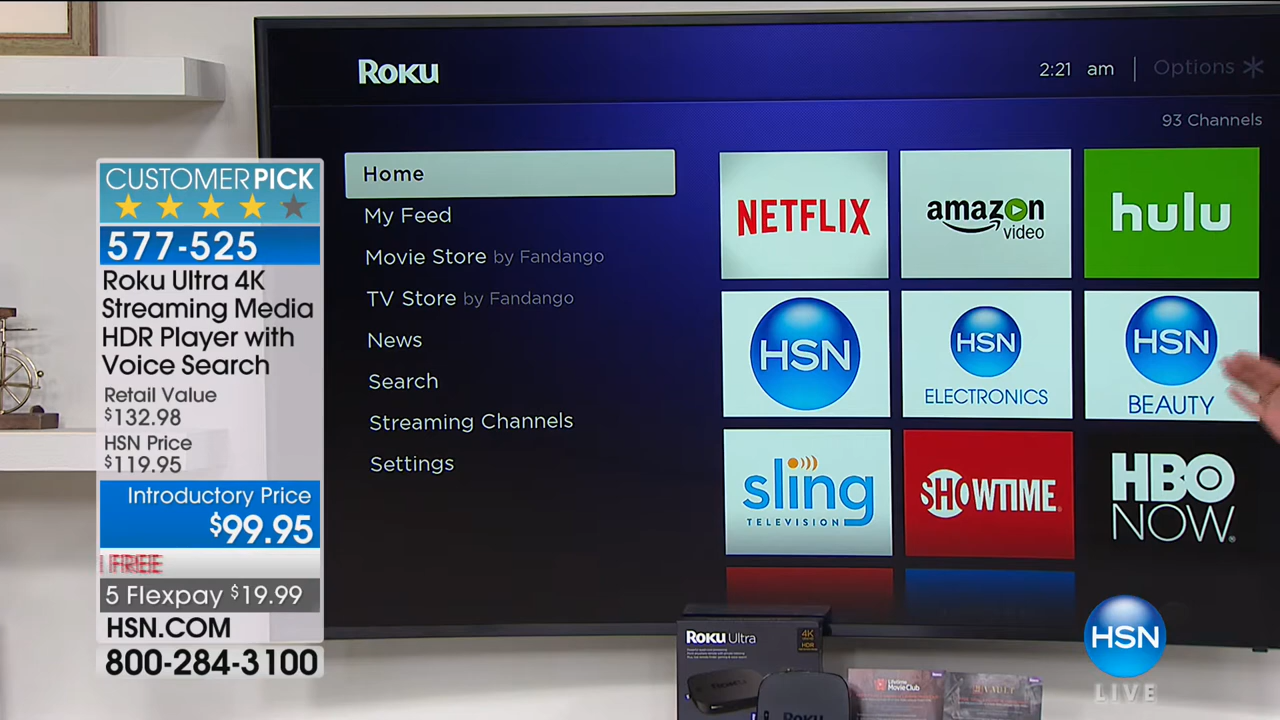 CUSTOMER PICK
577-525
Roku Ultra 4K
Streaming Media
HDR Player with
Voice Search
Retail Value
$132.98
HSN Price
$119.95
Introductory Price
$99.95
FREE
5 Flexpay $19.99
HSN.COM
800-284-3100
ROKU
2:21 am | Options
93 Channels
Home
My Feed
Movie Store by Fandango
TV Store by Fandango
News
Search
Streaming Channels
Settings
NETFLIX
amazon
video
hulu
HSN
HSN
ELECTRONICS
HSN
BEAUTY
sling
TELEVISION
SHOWTIME
HBO
NOW
ROKU Ultra
4K
HDR
Roku
Lifetime
Movie Club
HSN
LIVE